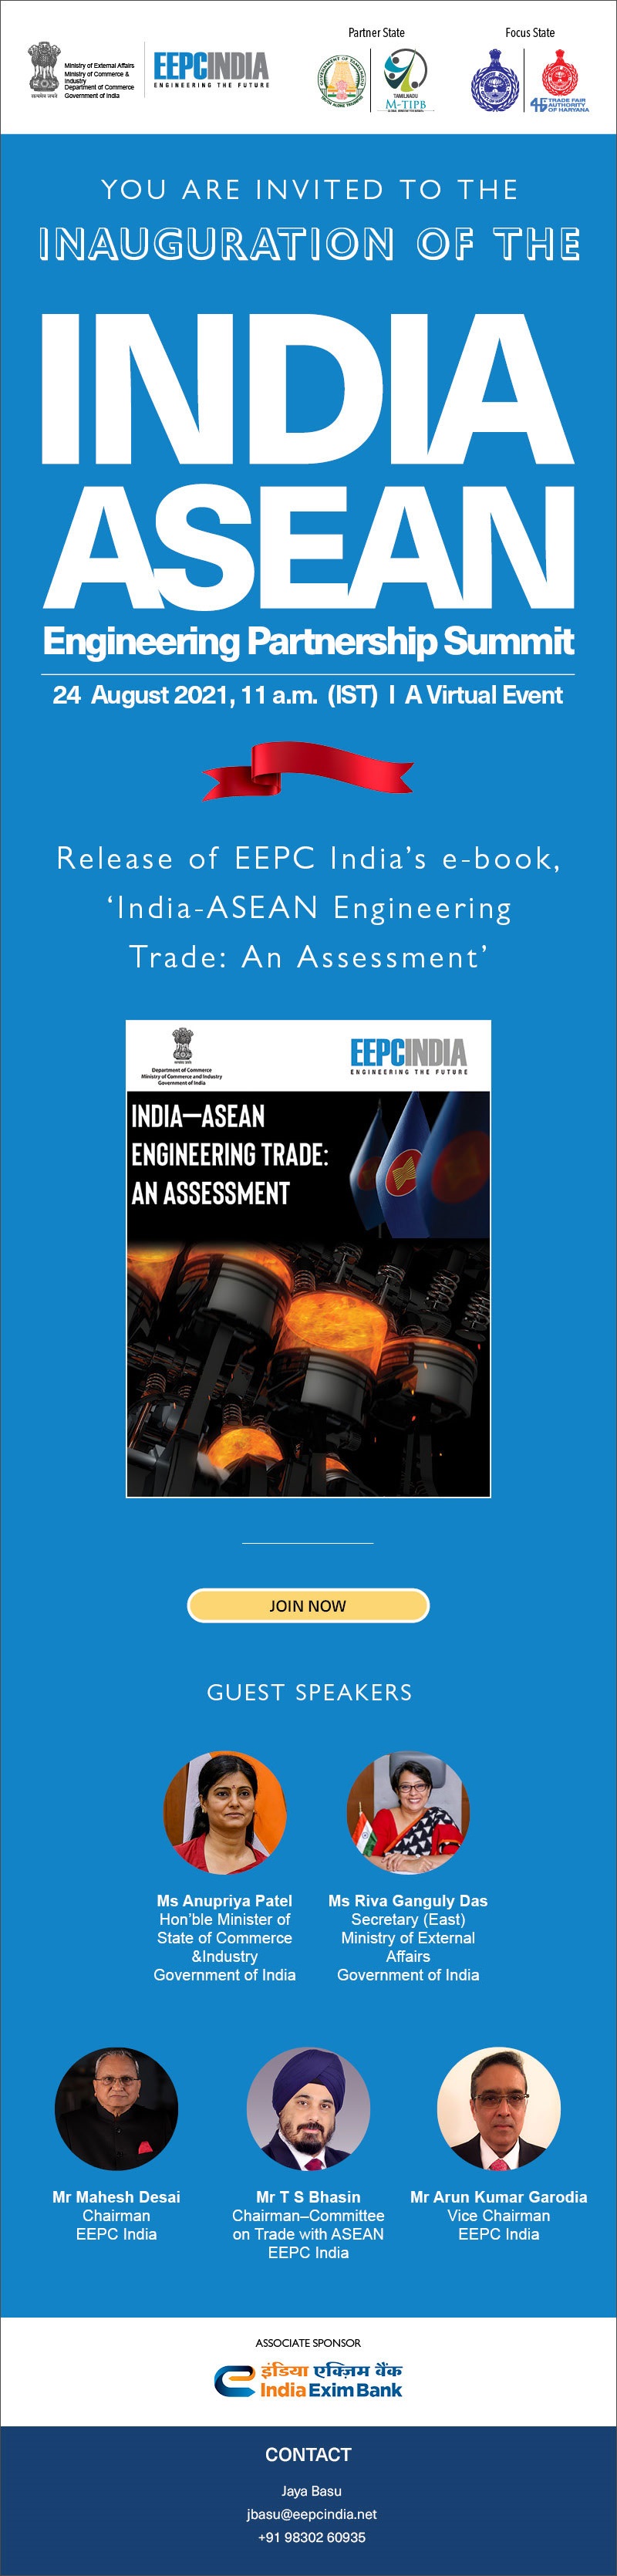 Partner State
Focus State
Ministry of External Affairs
Ministry of Commerce &
Industry
Department of Commerce
Government of India
सत्यमेव जयते
EEPCINDIA
ENGINEERING THE FUTURE
TAMILNADU
M-TIPB
TRADE FAIR
AUTHORITY
OF HARYANA
YOU ARE INVITED TO THE
INAUGURATION OF THE
INDIA
ASEAN
Engineering Partnership Summit
24 August 2021, 11 a.m. (IST) | A Virtual Event
Release of EEPC India's e-book,
‘India-ASEAN Engineering
Trade: An Assessment’
Department of Commerce
Ministry of Commerce and Industry
Government of India
EEPCINDIA
ENGINEERING THE FUTURE
INDIA—ASEAN
ENGINEERING TRADE:
AN ASSESSMENT
JOIN NOW
GUEST SPEAKERS
Ms Anupriya Patel
Hon'ble Minister of
State of Commerce
&Industry
Government of India
Ms Riva Ganguly Das
Secretary (East)
Ministry of External
Affairs
Government of India
Mr Mahesh Desai
Chairman
EEPC India
Mr T S Bhasin
Chairman–Committee
on Trade with ASEAN
EEPC India
Mr Arun Kumar Garodia
Vice Chairman
EEPC India
ASSOCIATE SPONSOR
इंडिया एक्ज़िम बैंक
India Exim Bank
CONTACT
Jaya Basu
jbasu@eepcindia.net
+91 98302 60935